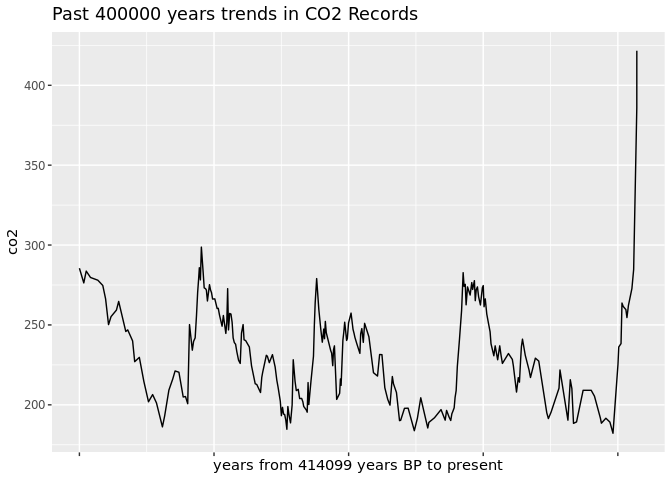 Past 400000 years trends in CO2 Records
400
350
300
250
200
co2
years from 414099 years BP to present